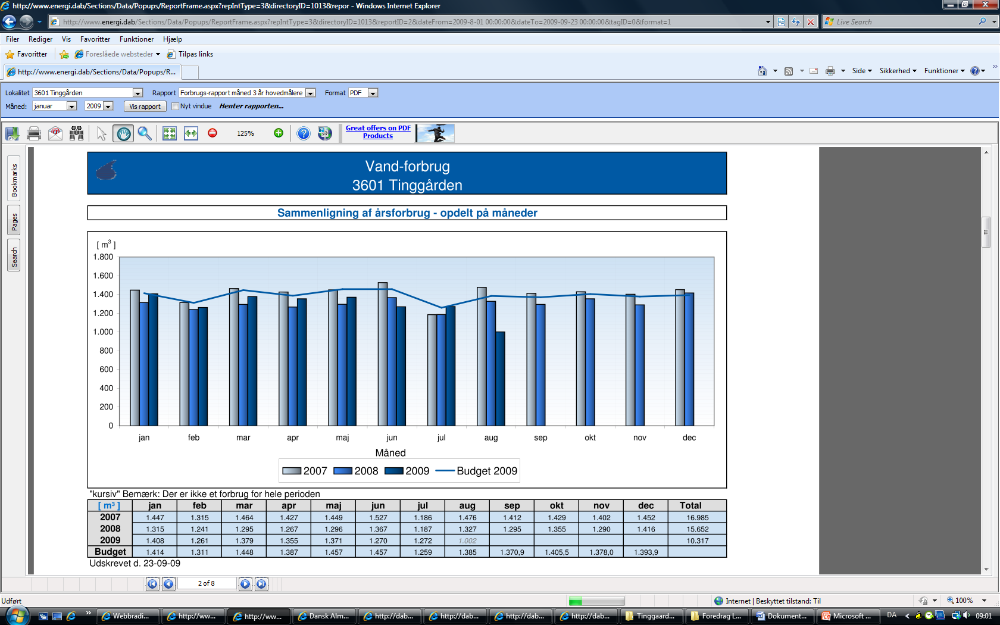 http://www.energi.dab/Sections/Data/Popups/ReportFrame.aspx?repIntType=3&directoryID=1013&repor - Windows Internet Explorer
http://www.energi.dab/Sections/Data/Popups/ReportFrame.aspx?repIntType=3&directoryID=1013&reportID=2&dateFrom=2009-8-01 00:00:00&dateTo=2009-09-23 00:00:00&tagID=0&format=1
Live Search
Filer Rediger Vis Favoritter Funktioner Hjælp
Favoritter Foreslåede websteder Tilpas links
http://www.energi.dab/Sections/Data/Popups/R...
Side Sikkerhed Funktioner
Lokalitet 3601 Tinggården Rapport Forbrugs-rapport måned 3 år hovedmålere Format PDF
Måned: januar 2009 Vis rapport Nyt vindue Henter rapporten...
125%
Great offers on PDF
Products
Bookmarks
Pages
Search
Vand-forbrug
3601 Tinggården
Sammenligning af årsforbrug - opdelt på måneder
[ m³ ]
1.800
1.600
1.400
1.200
1.000
800
600
400
200
0
jan feb mar apr maj jun jul aug sep okt nov dec
Måned
2007 2008 2009 Budget 2009
"kursiv" Bemærk: Der er ikke et forbrug for hele perioden
[ m³ ] jan feb mar apr maj jun jul aug sep okt nov dec Total
2007 1.447 1.315 1.464 1.427 1.449 1.527 1.186 1.476 1.412 1.429 1.402 1.452 16.985
2008 1.315 1.241 1.295 1.267 1.296 1.367 1.187 1.327 1.295 1.355 1.290 1.416 15.652
2009 1.408 1.261 1.379 1.355 1.371 1.270 1.272 1.002 10.317
Budget 1.414 1.311 1.448 1.387 1.457 1.457 1.259 1.385 1.370,9 1.405,5 1.378,0 1.393,9
Udskrevet d. 23-09-09
2 of 8
Udført
Internet | Beskyttet tilstand: Til
100%
Webbradi... http://ww... http://ww... Dansk Alm... http://dab... http://dab... http://dab... http://dab... Tinggaard... Foredrag L... Dokument... Microsoft ... DA 09:01